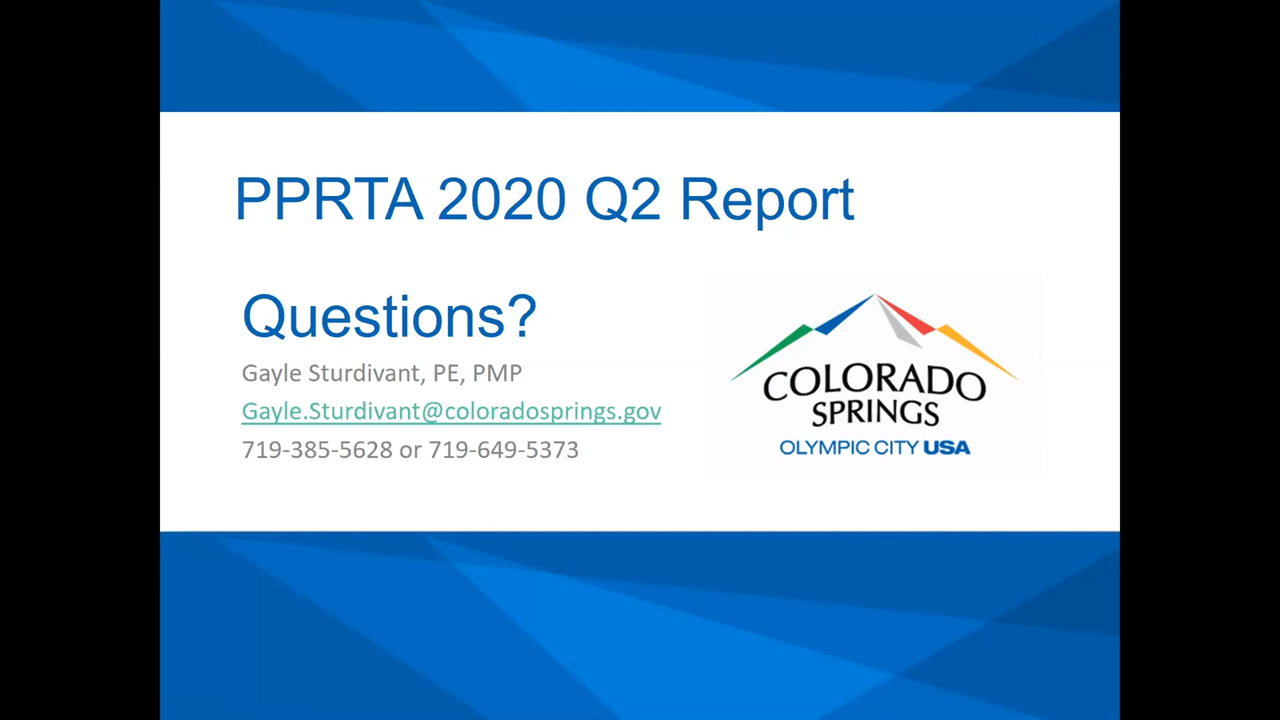 PPRTA 2020 Q2 Report
Questions?
Gayle Sturdivant, PE, PMP
Gayle.Sturdivant@coloradosprings.gov
719-385-5628 or 719-649-5373
COLORADO
SPRINGS
OLYMPIC CITY USA